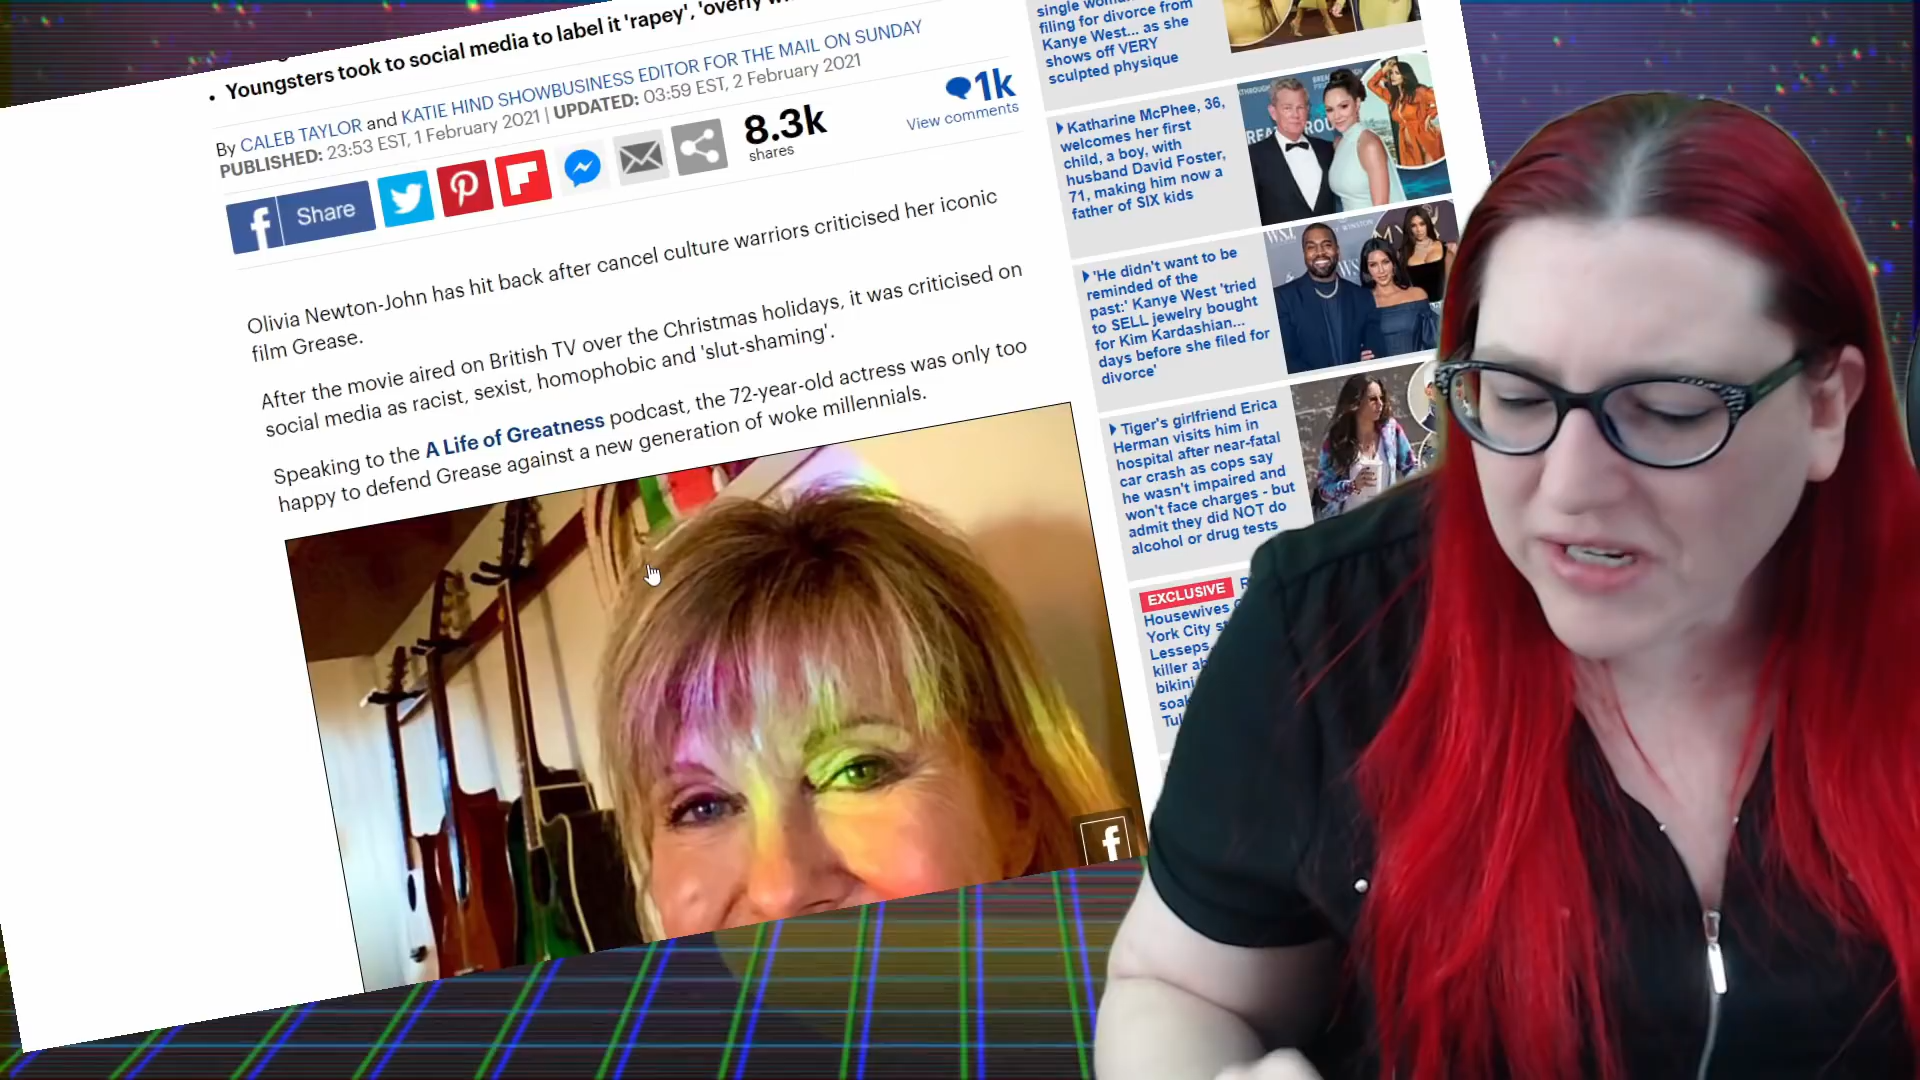 Youngsters took to social media to label it 'rapey', 'overly
By CALEB TAYLOR and KATIE HIND SHOWBUSINESS EDITOR FOR THE MAIL ON SUNDAY
PUBLISHED: 23:53 EST, 1 February 2021 | UPDATED: 03:59 EST, 2 February 2021
Share
8.3k
shares
1k
View comments
Olivia Newton-John has hit back after cancel culture warriors criticised her iconic
film Grease.
After the movie aired on British TV over the Christmas holidays, it was criticised on
social media as racist, sexist, homophobic and 'slut-shaming'.
Speaking to the A Life of Greatness podcast, the 72-year-old actress was only too
happy to defend Grease against a new generation of woke millennials.
single
filing for divorce from
Kanye West... as she
shows off VERY
sculpted physique
Katharine McPhee, 36,
welcomes her first
child, a boy, with
husband David Foster,
71, making him now a
father of SIX kids
'He didn't want to be
reminded of the
past:' Kanye West 'tried
to SELL jewelry bought
for Kim Kardashian...
days before she filed for
divorce'
Tiger's girlfriend Erica
Herman visits him in
hospital after near-fatal
car crash as cops say
he wasn't impaired and
won't face charges - but
admit they did NOT do
alcohol or drug tests
EXCLUSIVE
Housewives
York City
Lesseps
killer
bikini